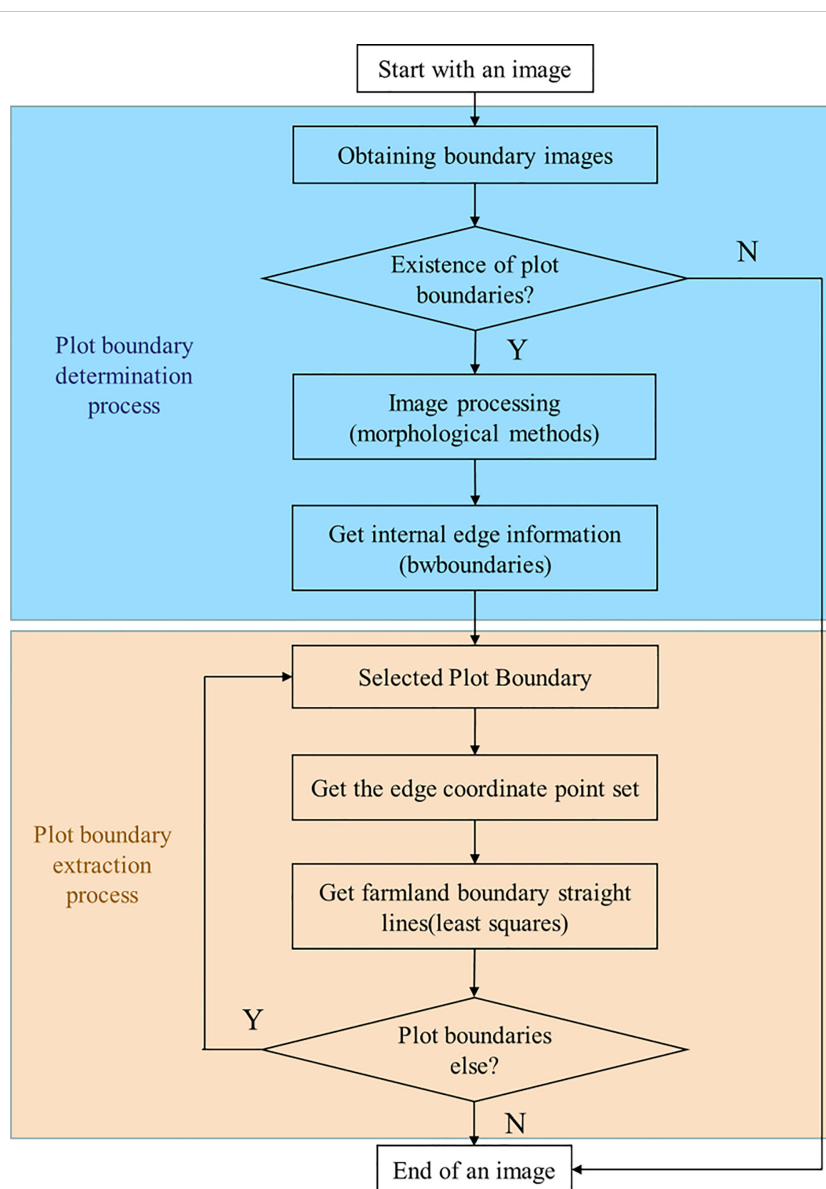 Start with an image
Obtaining boundary images
Existence of plot
boundaries?
N
Y
Plot boundary
determination
process
Image processing
(morphological methods)
Get internal edge information
(bwboundaries)
Selected Plot Boundary
Get the edge coordinate point set
Plot boundary
extraction
process
Get farmland boundary straight
lines(least squares)
Y
Plot boundaries
else?
N
End of an image